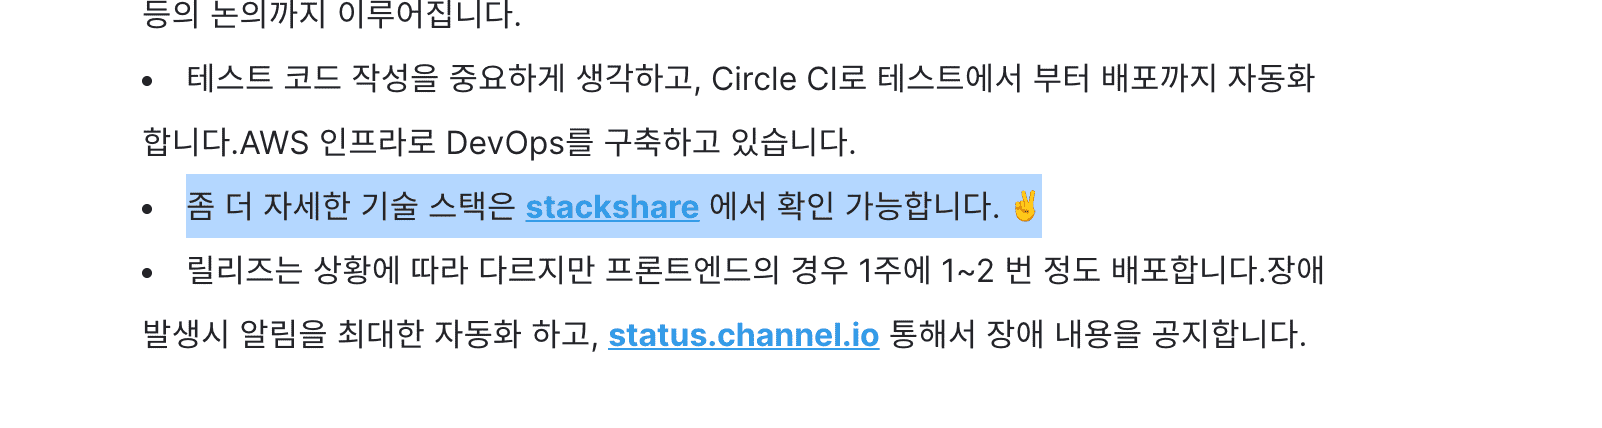 등의 논의까지 이루어집니다.
• 테스트 코드 작성을 중요하게 생각하고, Circle CI로 테스트에서 부터 배포까지 자동화
합니다.AWS 인프라로 DevOps를 구축하고 있습니다.
• 좀 더 자세한 기술 스택은 stackshare 에서 확인 가능합니다. ✌️
• 릴리즈는 상황에 따라 다르지만 프론트엔드의 경우 1주에 1~2 번 정도 배포합니다.장애
발생시 알림을 최대한 자동화 하고, status.channel.io 통해서 장애 내용을 공지합니다.